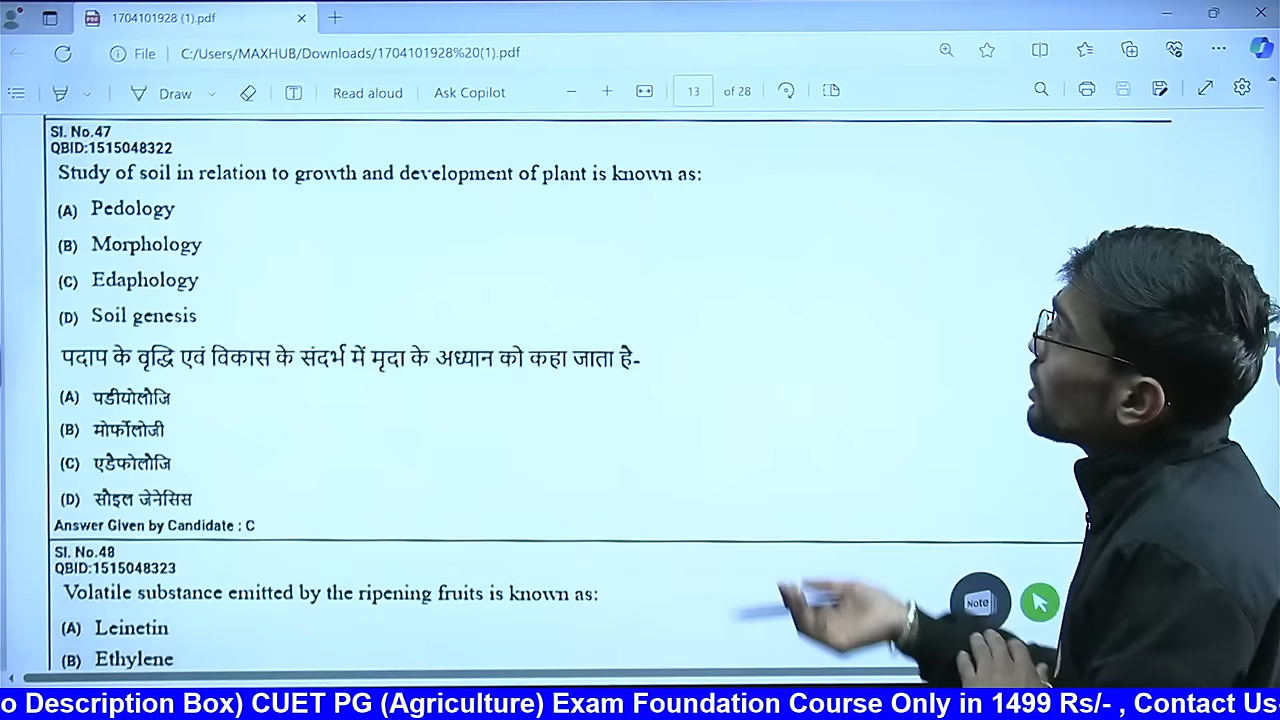 1704101928 (1).pdf
File
C:/Users/MAXHUB/Downloads/1704101928%20(1).pdf
Draw
Read aloud
Ask Copilot
13
of 28
Sl. No.47
QBID:1515048322
Study of soil in relation to growth and development of plant is known as:
(A) Pedology
(B) Morphology
(C) Edaphology
(D) Soil genesis
पदाप के वृद्धि एवं विकास के संदर्भ में मृदा के अध्यान को कहा जाता है-
(A) पडीयोलौजि
(B) मोर्फोलोजी
(C) एडैफोलौजि
(D) सौइल जेनेसिस
Answer Given by Candidate : C
Sl. No.48
QBID:1515048323
Volatile substance emitted by the ripening fruits is known as:
(A) Leinetin
(B) Ethylene
Note
o Description Box) CUET PG (Agriculture) Exam Foundation Course Only in 1499 Rs/- , Contact Us-